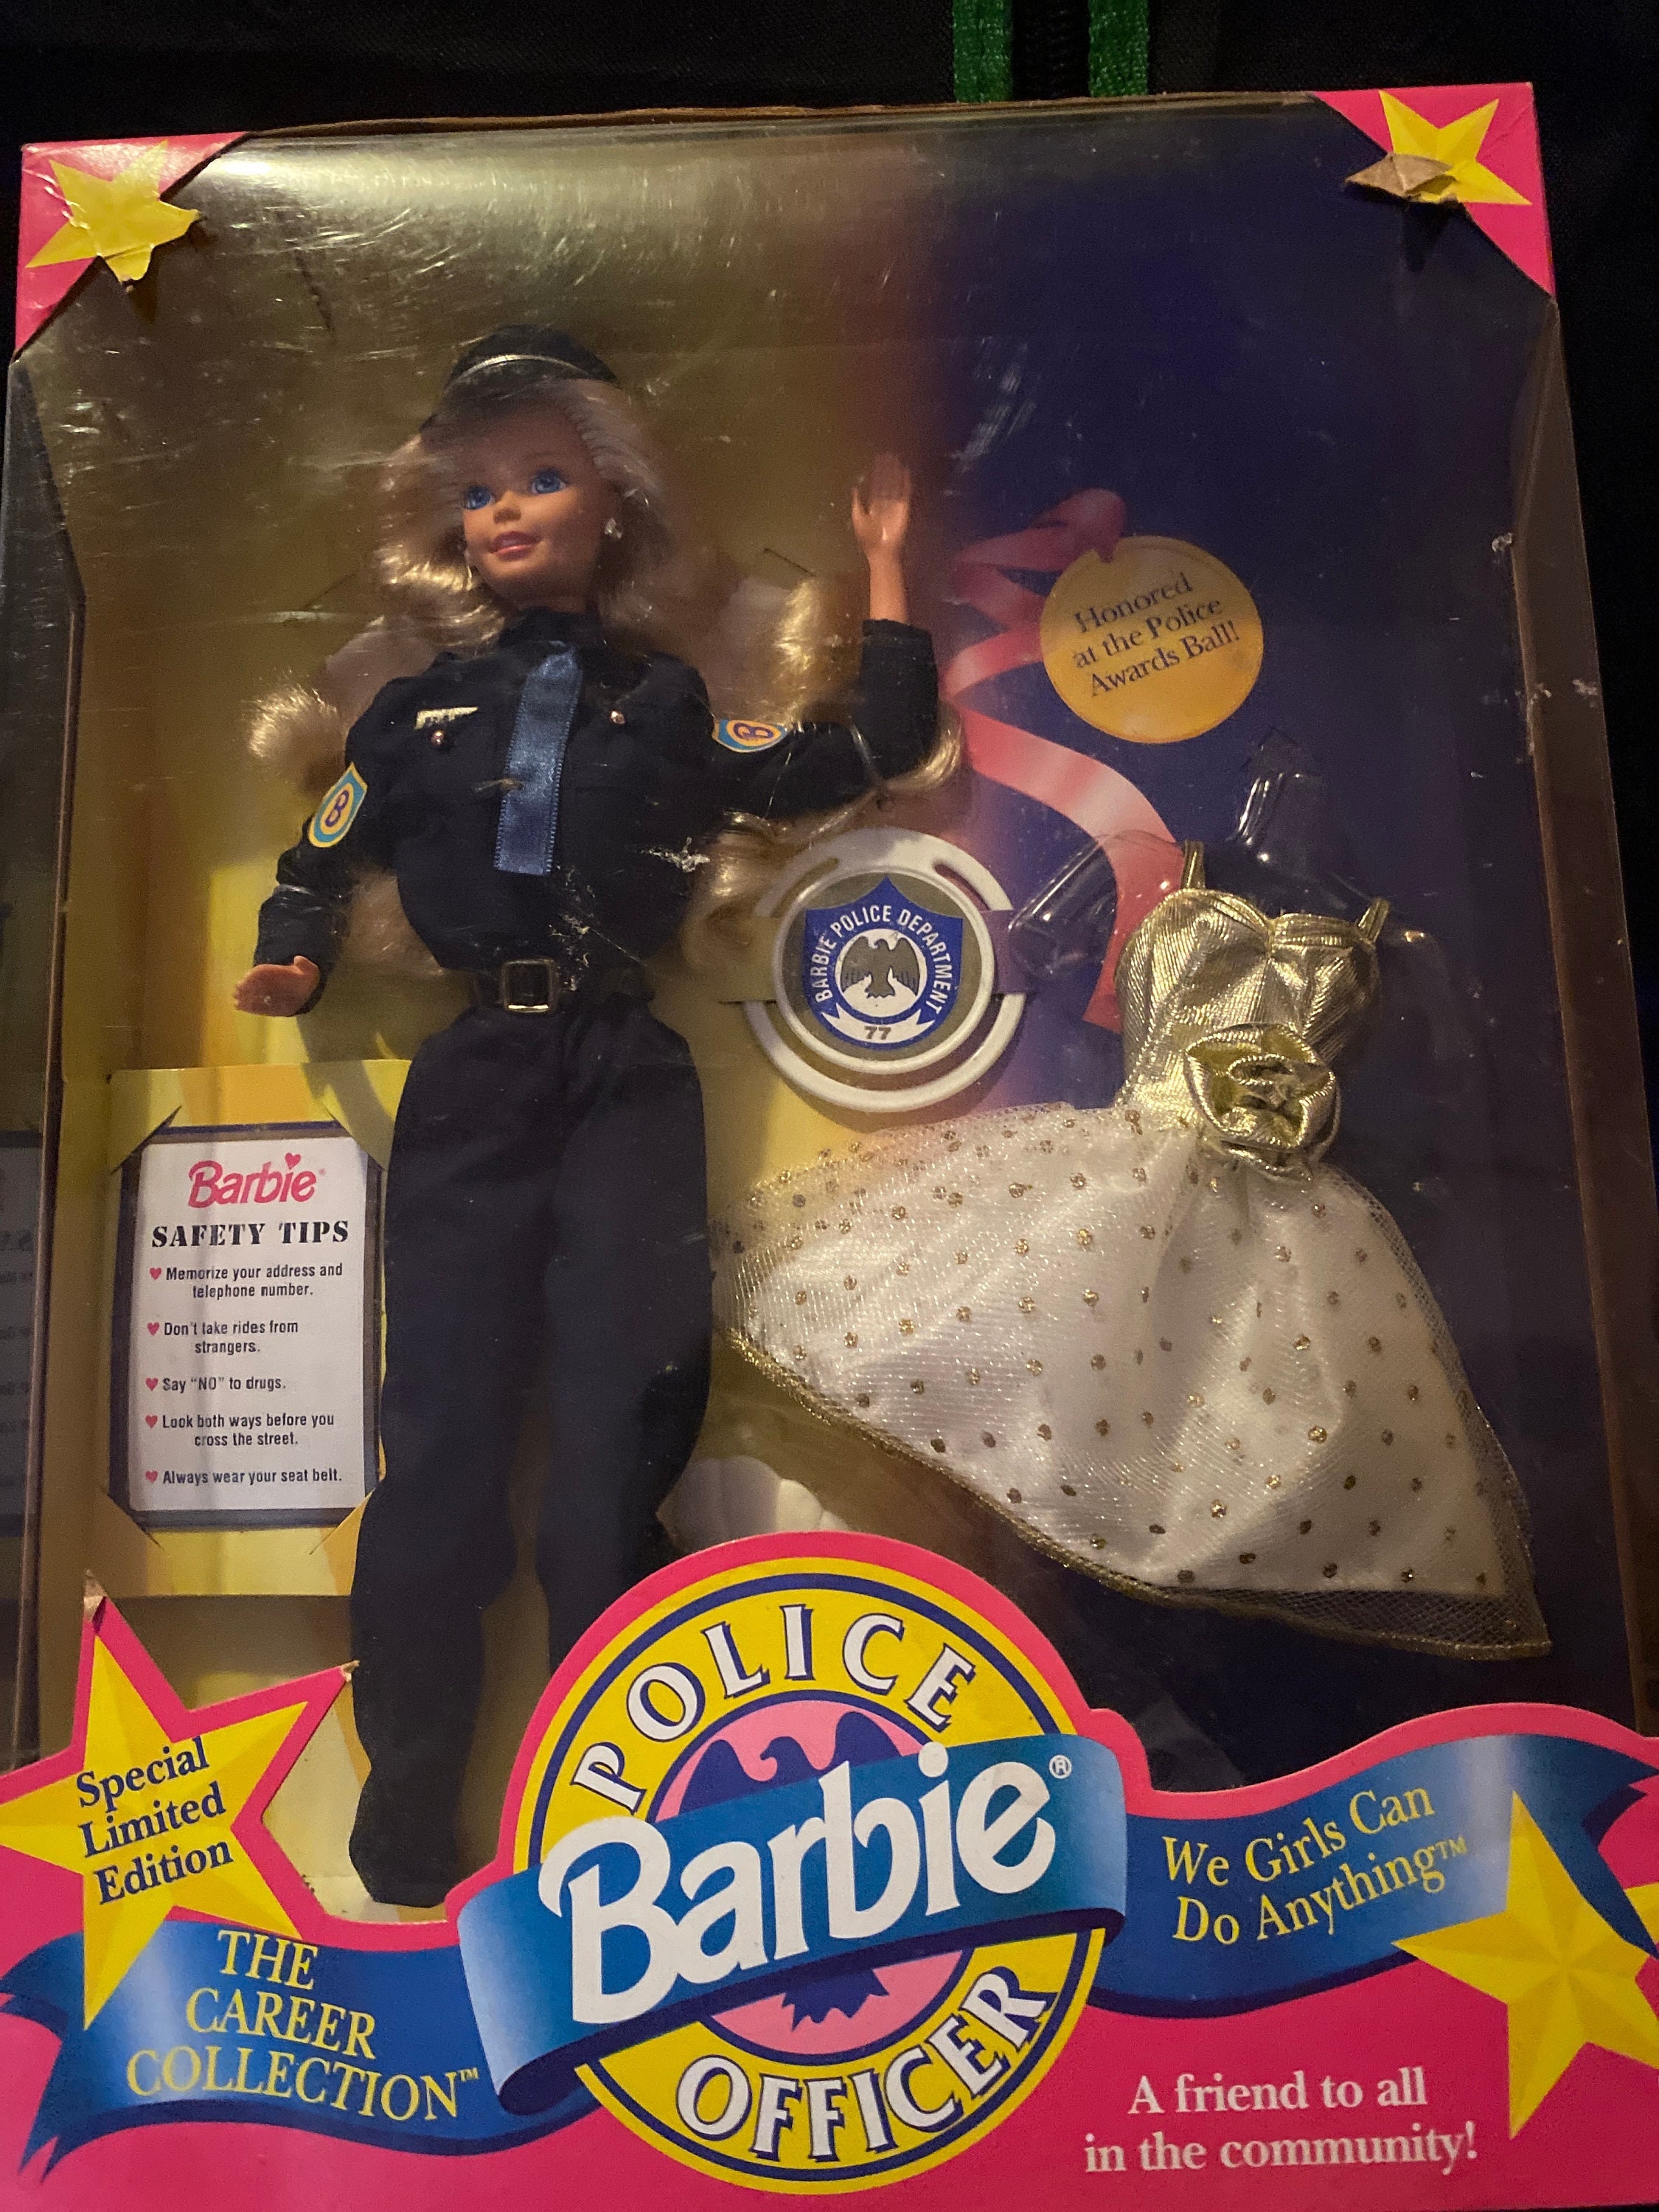 Honored
at the Police
Awards Ball!
B
B
BARBIE POLICE DEPARTMENT
77
Barbie®
SAFETY TIPS
Memorize your address and
telephone number.
Don't take rides from
strangers.
Say "NO" to drugs.
Look both ways before you
cross the street.
Always wear your seat belt.
Special
Limited
Edition
THE
CAREER
COLLECTION™
POLICE
Barbie®
OFFICER
We Girls Can
Do Anything™
A friend to all
in the community!